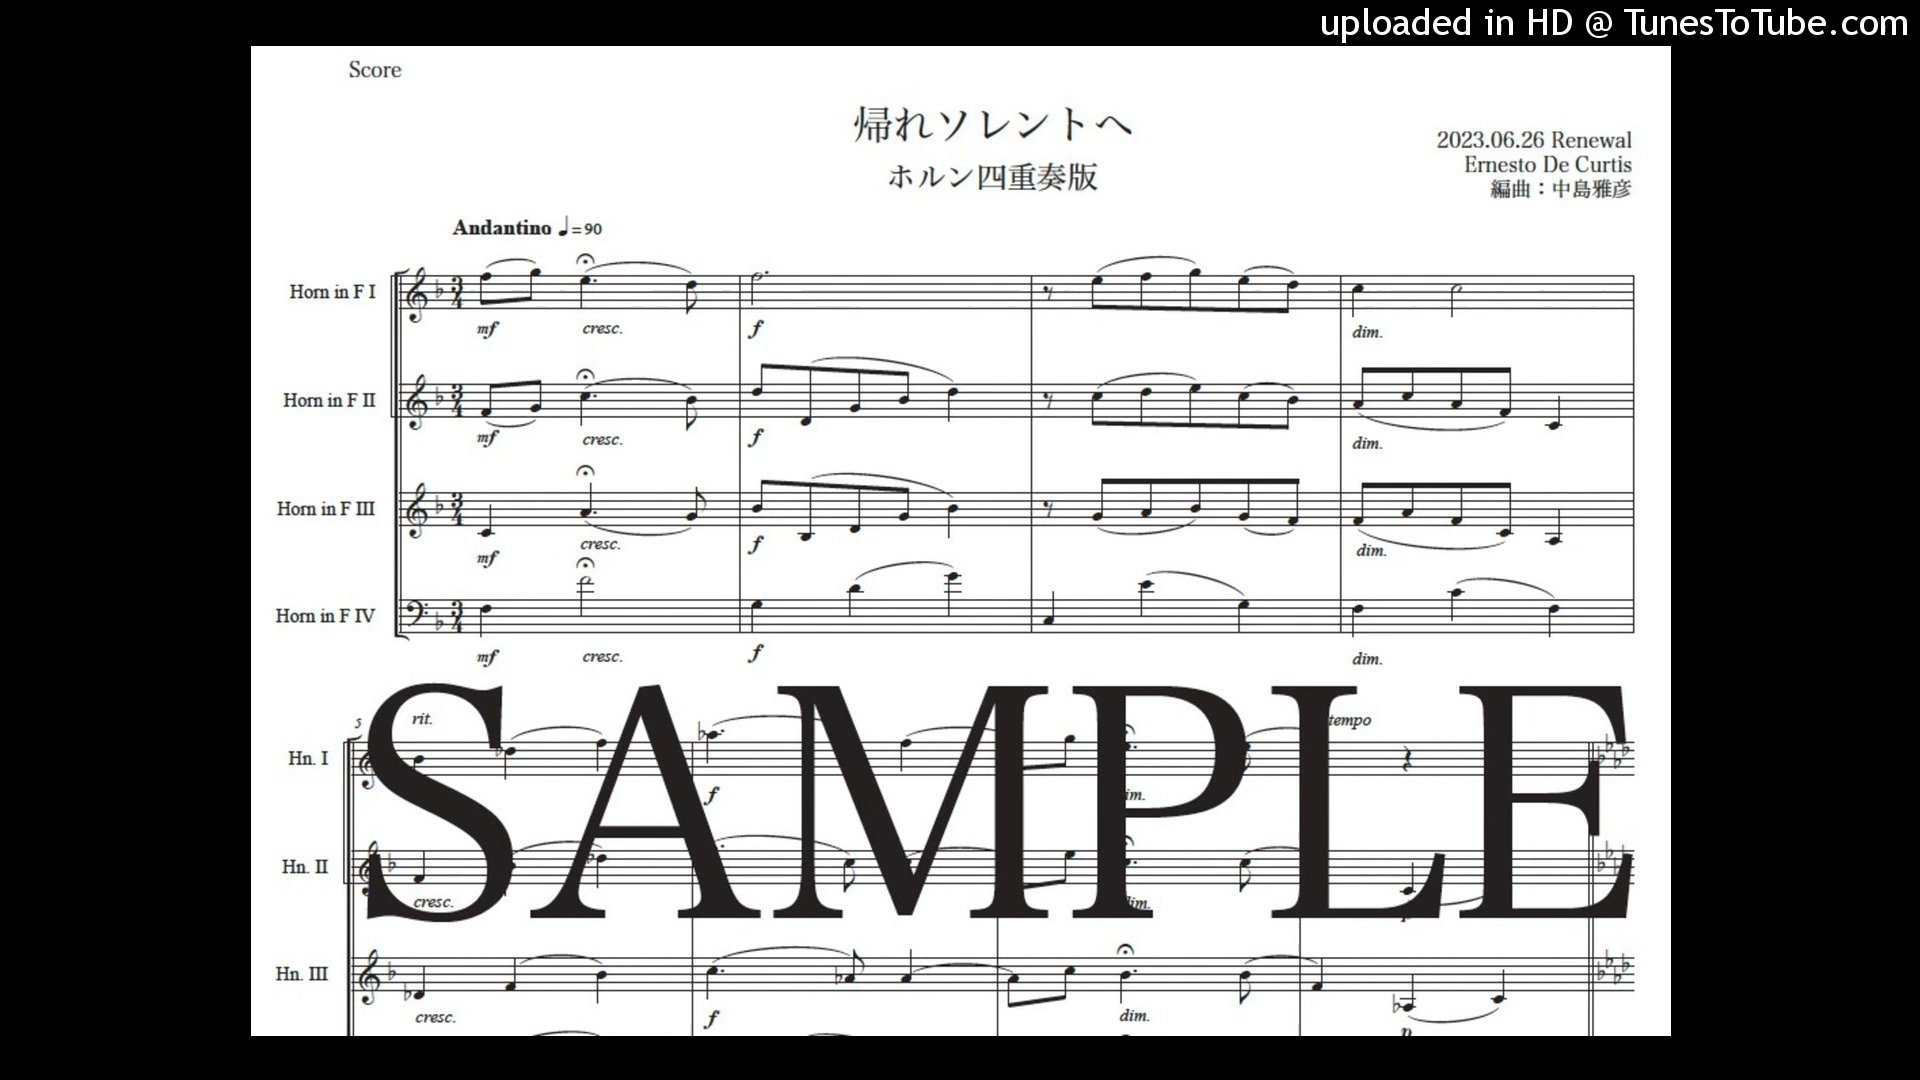 uploaded in HD @ TunesToTube.com
Score
帰れソレントへ
ホルン四重奏版
2023.06.26 Renewal
Ernesto De Curtis
編曲：中島雅彦
Andantino ♩=90
Horn in F I
mf cresc. f dim.
Horn in F II
mf cresc. f dim.
Horn in F III
mf cresc. f dim.
Horn in F IV
mf cresc. f dim.
SAMPLE
5 rit. tempo
Hn. I
f
Hn. II
cresc.
Hn. III
cresc. f dim. p